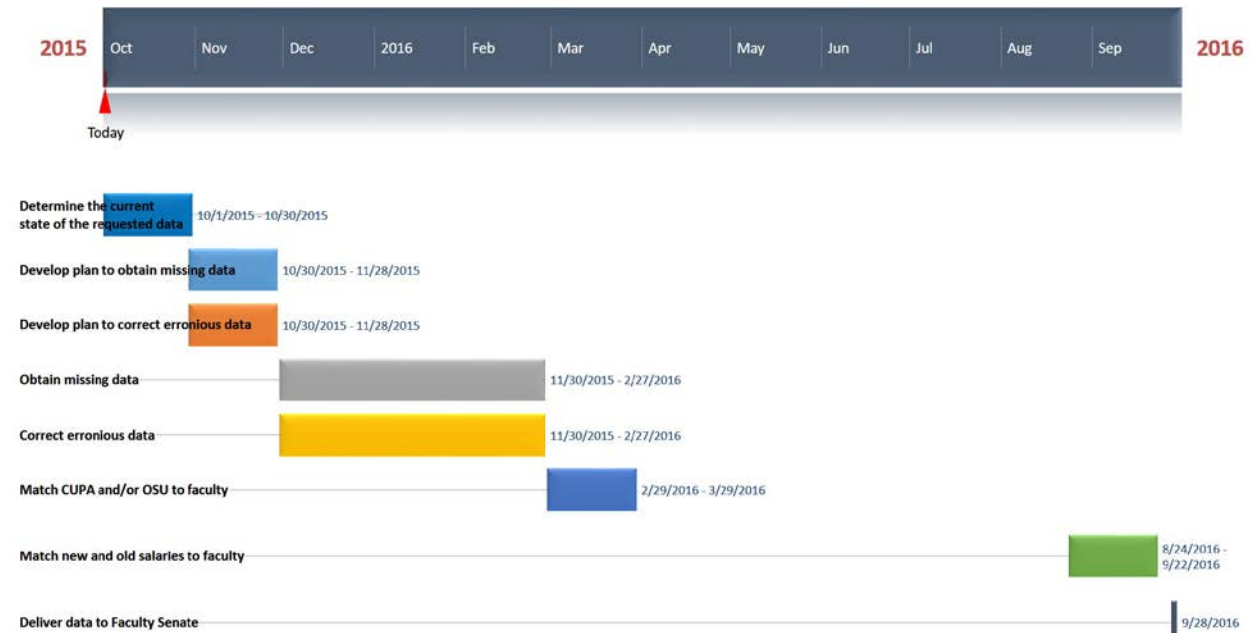 2015 Oct Nov Dec 2016 Feb Mar Apr May Jun Jul Aug Sep 2016
Today
Determine the current
state of the requested data
10/1/2015 - 10/30/2015
Develop plan to obtain missing data 10/30/2015 - 11/28/2015
Develop plan to correct erronious data 10/30/2015 - 11/28/2015
Obtain missing data 11/30/2015 - 2/27/2016
Correct erronious data 11/30/2015 - 2/27/2016
Match CUPA and/or OSU to faculty 2/29/2016 - 3/29/2016
Match new and old salaries to faculty 8/24/2016 -
9/22/2016
Deliver data to Faculty Senate 9/28/2016